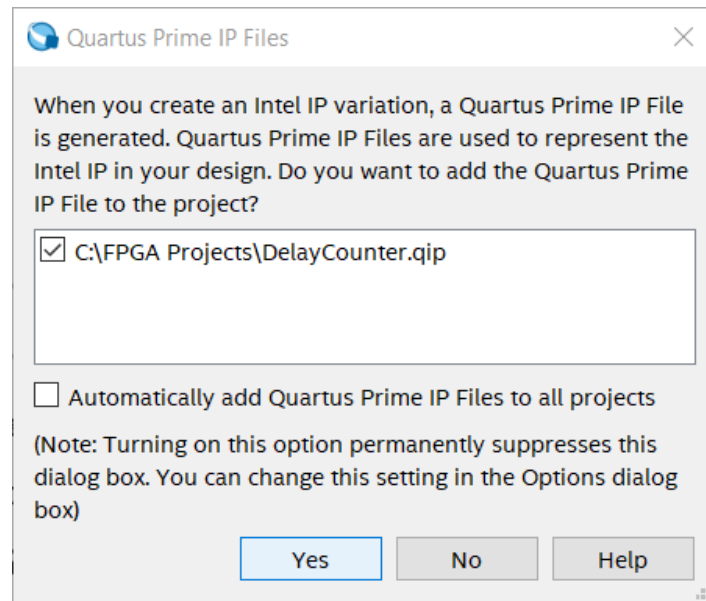 Quartus Prime IP Files
When you create an Intel IP variation, a Quartus Prime IP File
is generated. Quartus Prime IP Files are used to represent the
Intel IP in your design. Do you want to add the Quartus Prime
IP File to the project?
C:\FPGA Projects\DelayCounter.qip
Automatically add Quartus Prime IP Files to all projects
(Note: Turning on this option permanently suppresses this
dialog box. You can change this setting in the Options dialog
box)
Yes No Help